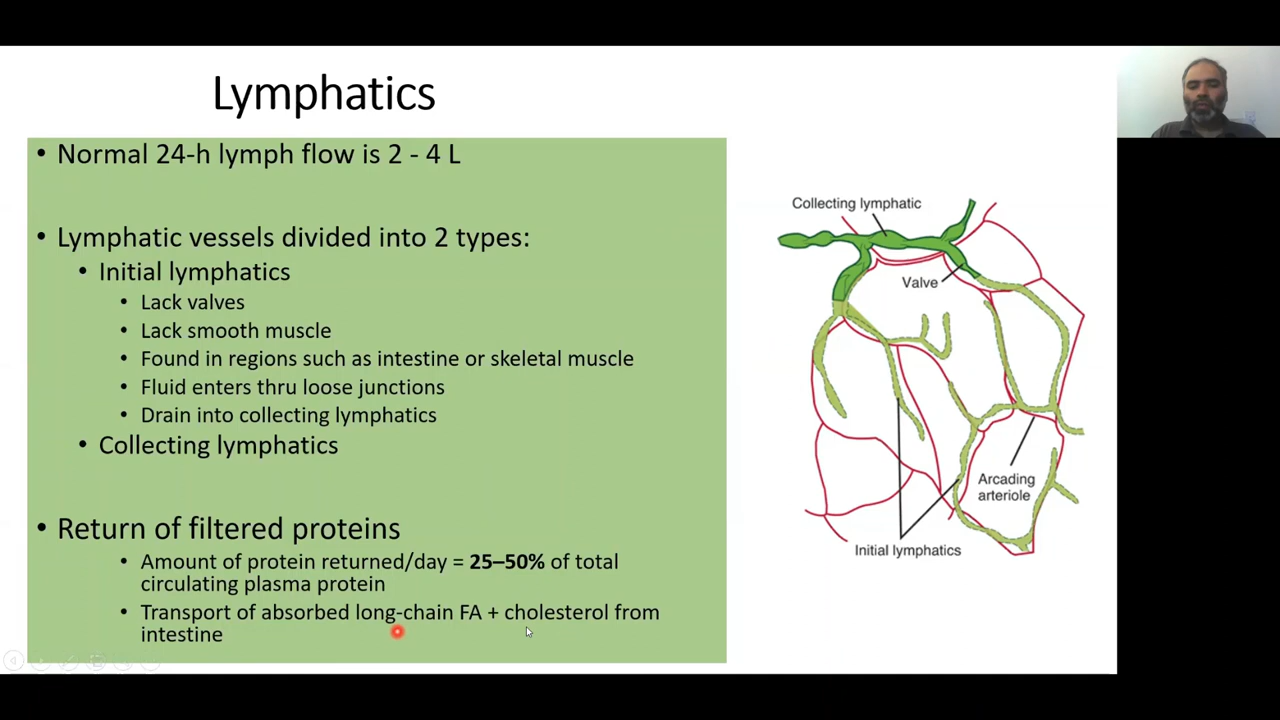 Lymphatics
• Normal 24-h lymph flow is 2 - 4 L
• Lymphatic vessels divided into 2 types:
• Initial lymphatics
• Lack valves
• Lack smooth muscle
• Found in regions such as intestine or skeletal muscle
• Fluid enters thru loose junctions
• Drain into collecting lymphatics
• Collecting lymphatics
• Return of filtered proteins
• Amount of protein returned/day = 25–50% of total
circulating plasma protein
• Transport of absorbed long-chain FA + cholesterol from
intestine
Collecting lymphatic
Valve
Arcading
arteriole
Initial lymphatics